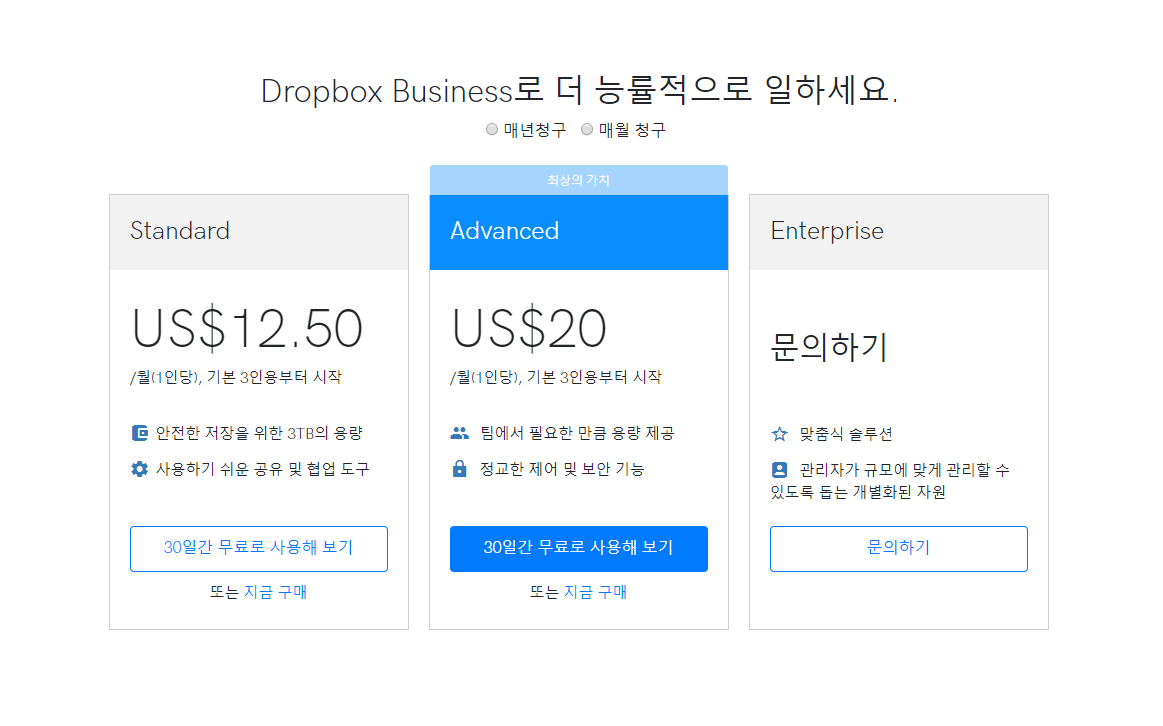 Dropbox Business로 더 능률적으로 일하세요.
매년청구 매월 청구
최상의 가치
Standard
US$12.50
/월(1인당), 기본 3인용부터 시작
안전한 저장을 위한 3TB의 용량
사용하기 쉬운 공유 및 협업 도구
30일간 무료로 사용해 보기
또는 지금 구매
Advanced
US$20
/월(1인당), 기본 3인용부터 시작
팀에서 필요한 만큼 용량 제공
정교한 제어 및 보안 기능
30일간 무료로 사용해 보기
또는 지금 구매
Enterprise
문의하기
맞춤식 솔루션
관리자가 규모에 맞게 관리할 수
있도록 돕는 개별화된 자원
문의하기